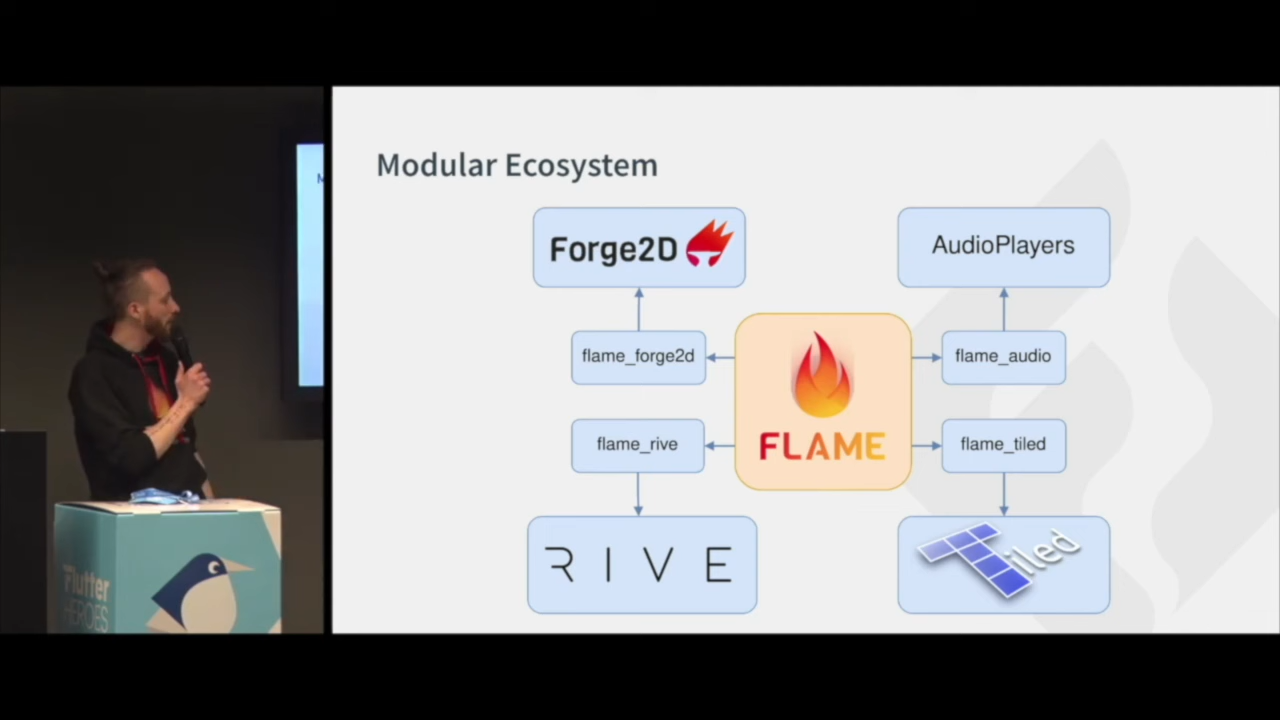 Modular Ecosystem
Forge2D
AudioPlayers
flame_forge2d
flame_audio
FLAME
flame_rive
flame_tiled
RIVE
Tiled
Flutter
HEROES
M